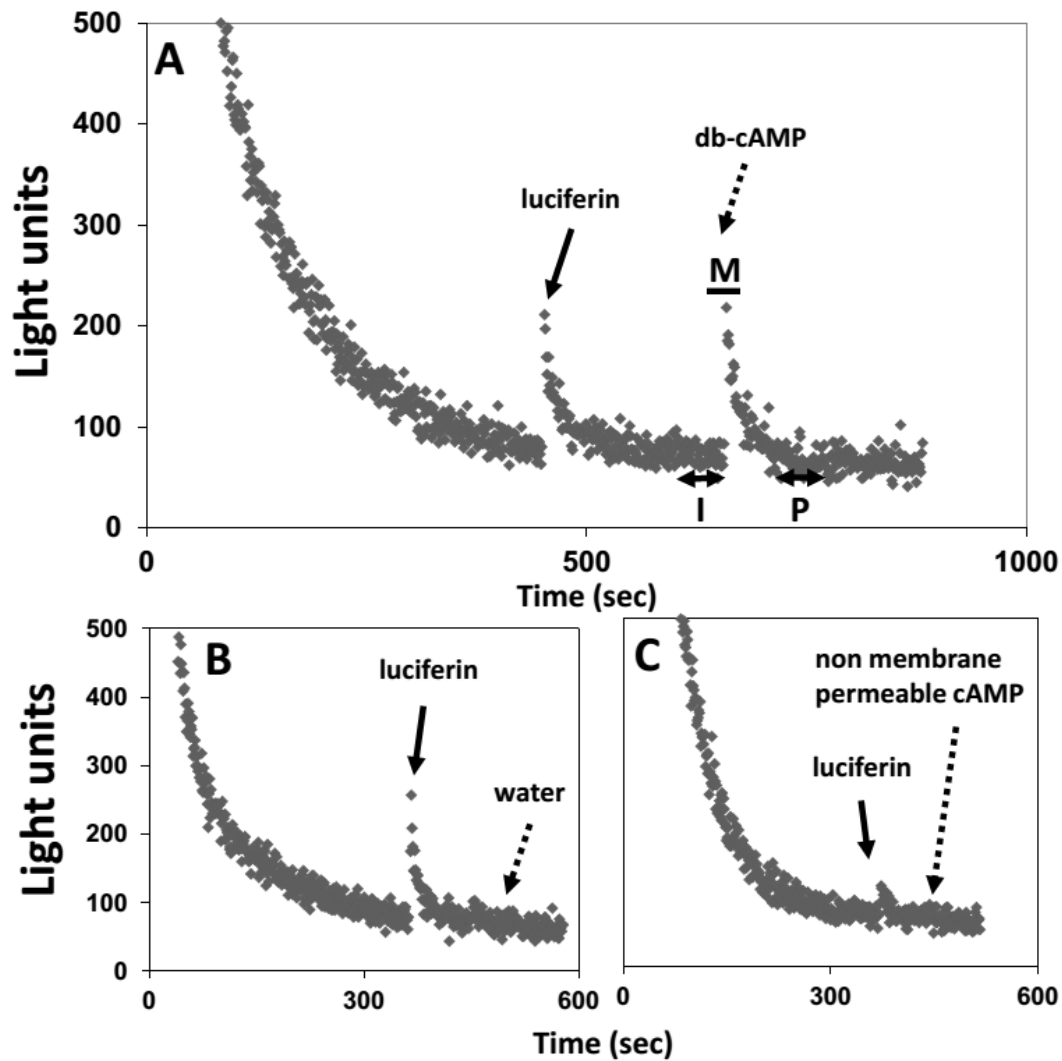 A
Light units
500
400
300
200
100
0
luciferin
db-cAMP
M
I
P
0
500
1000
Time (sec)
B
Light units
500
400
300
200
100
0
luciferin
water
0
300
600
C
non membrane
permeable cAMP
luciferin
0
300
600
Time (sec)